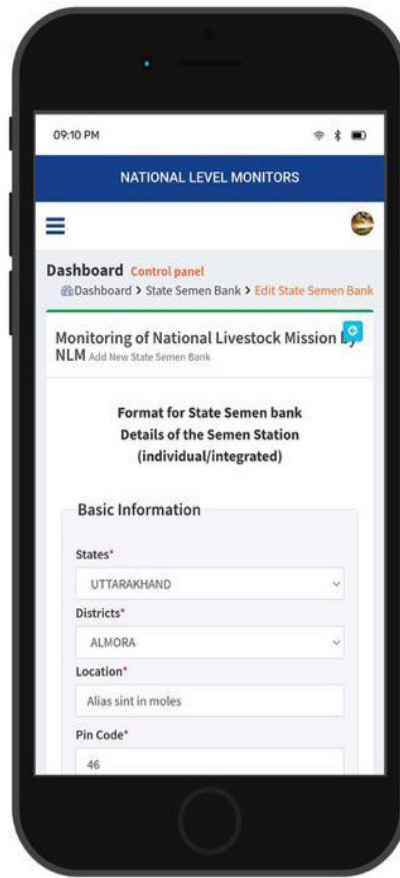 09:10 PM
NATIONAL LEVEL MONITORS
Dashboard Control panel
Dashboard > State Semen Bank > Edit State Semen Bank
Monitoring of National Livestock Mission by
NLM Add New State Semen Bank
Format for State Semen bank
Details of the Semen Station
(individual/integrated)
Basic Information
States*
UTTARAKHAND
Districts*
ALMORA
Location*
Alias sint in moles
Pin Code*
46